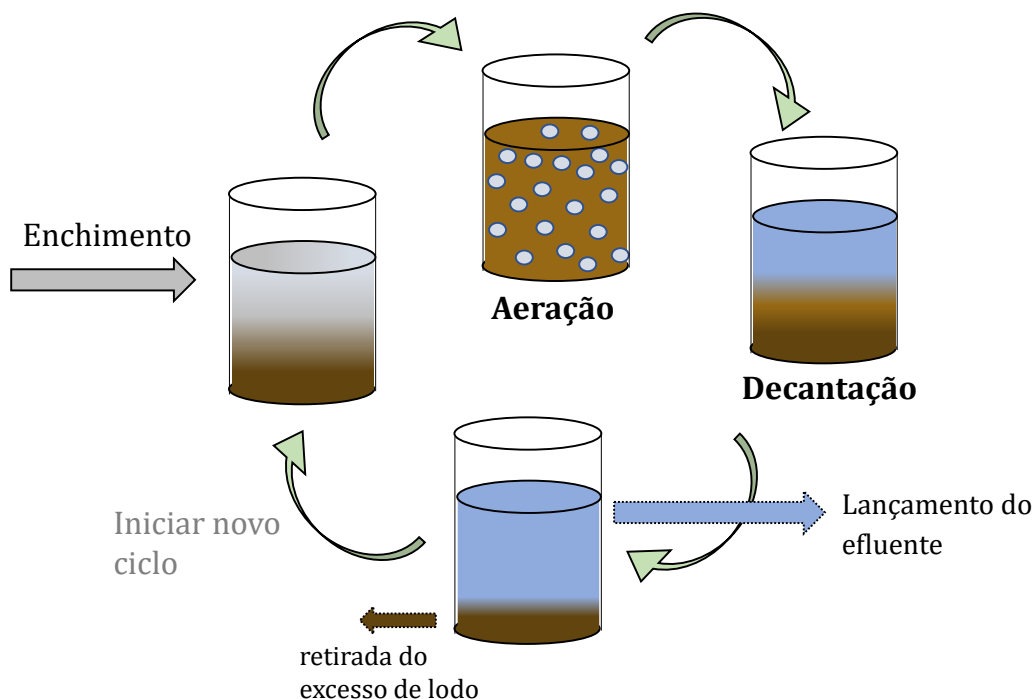 Enchimento
Aeração
Decantação
Lançamento do
efluente
retirada do
excesso de lodo
Iniciar novo
ciclo